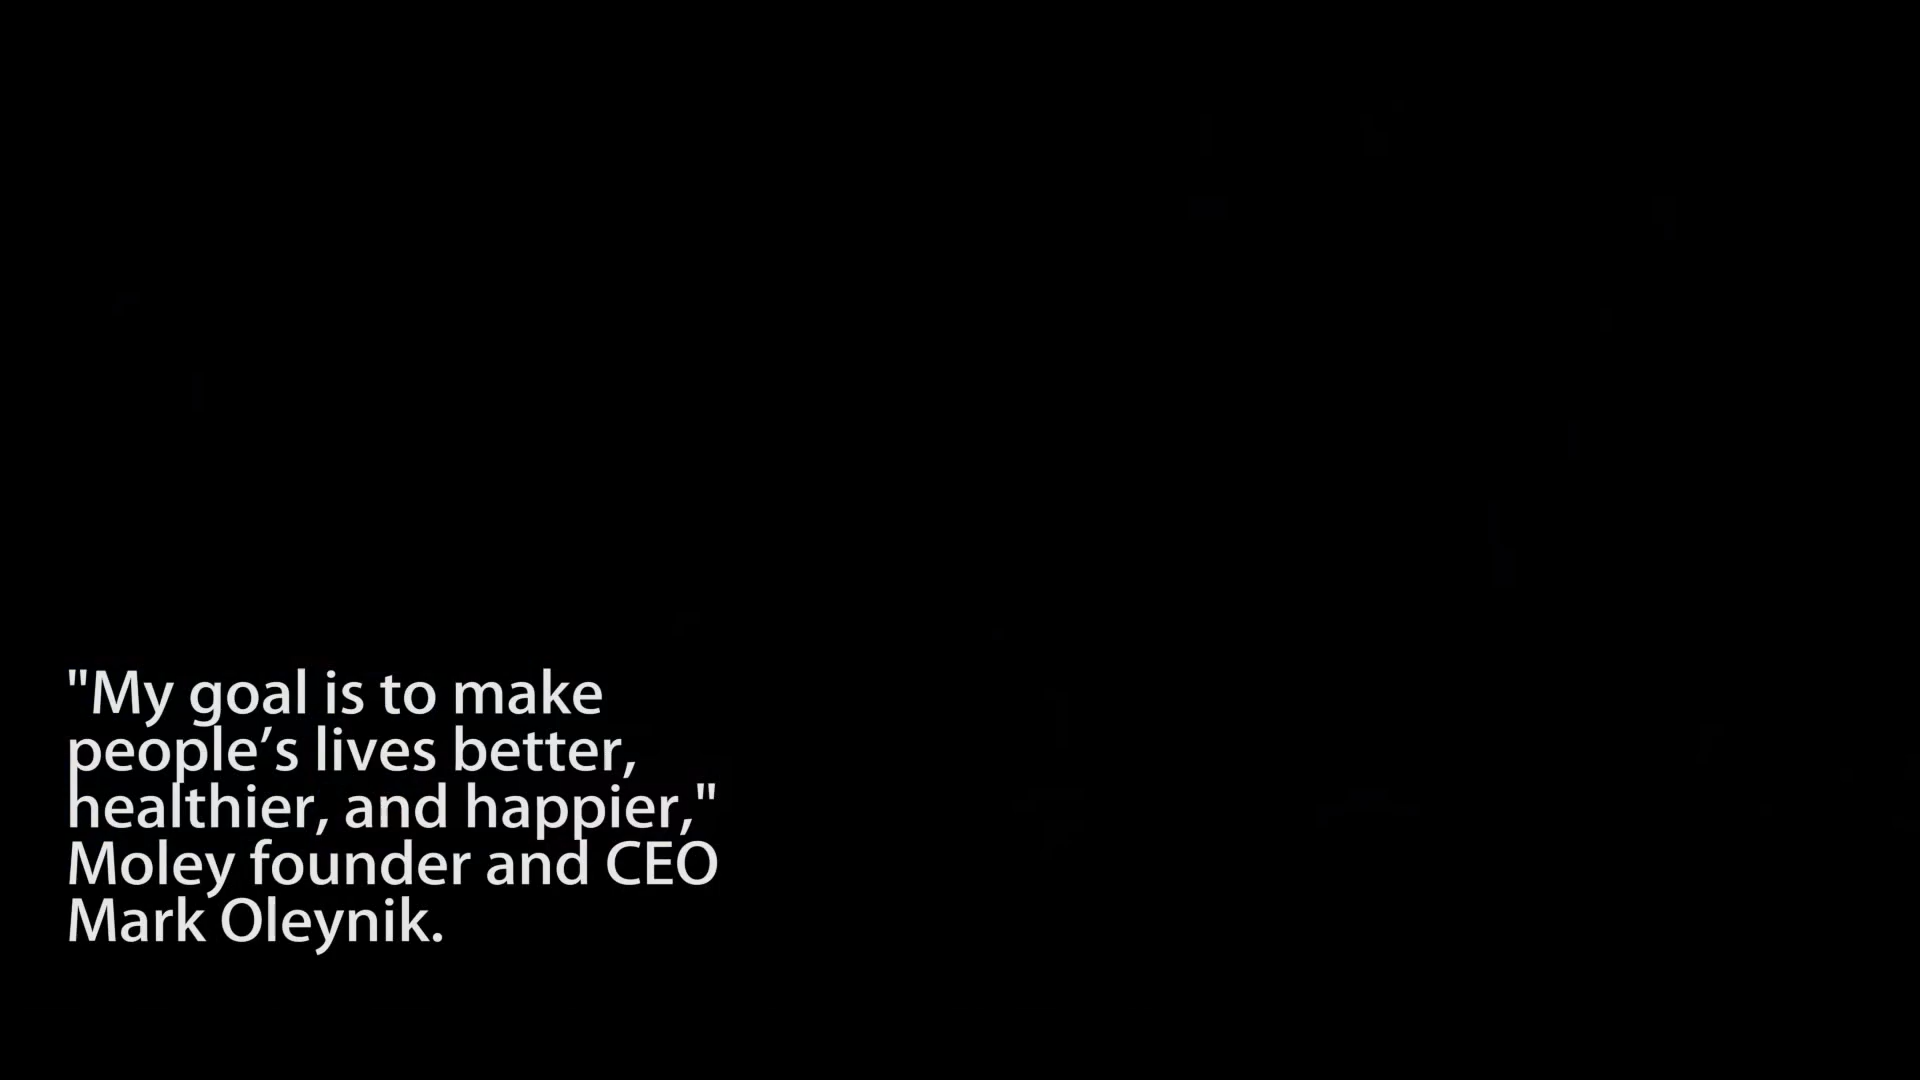 "My goal is to make
people’s lives better,
healthier, and happier,"
Moley founder and CEO
Mark Oleynik.